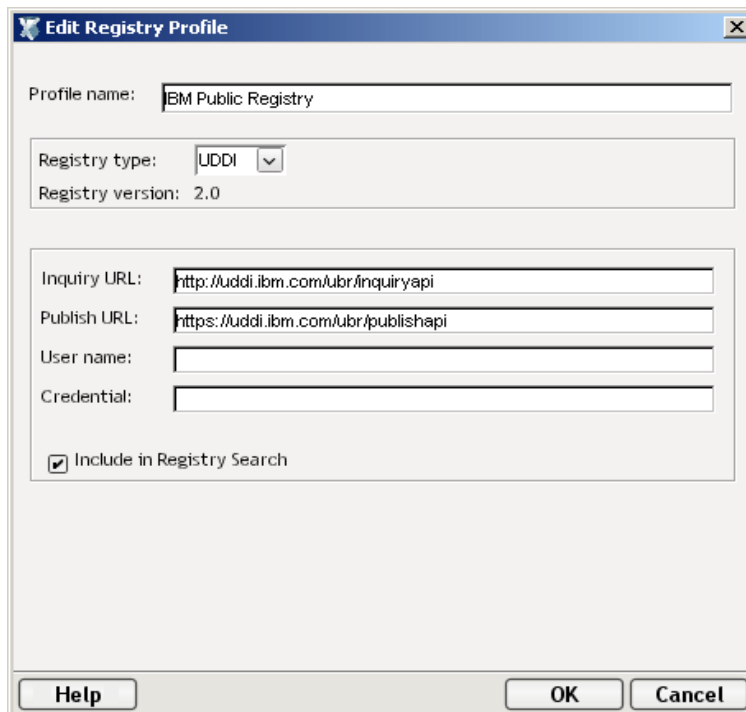 Edit Registry Profile
Profile name: IBM Public Registry
Registry type: UDDI
Registry version: 2.0
Inquiry URL: http://uddi.ibm.com/ubr/inquiryapi
Publish URL: https://uddi.ibm.com/ubr/publishapi
User name:
Credential:
Include in Registry Search
Help OK Cancel